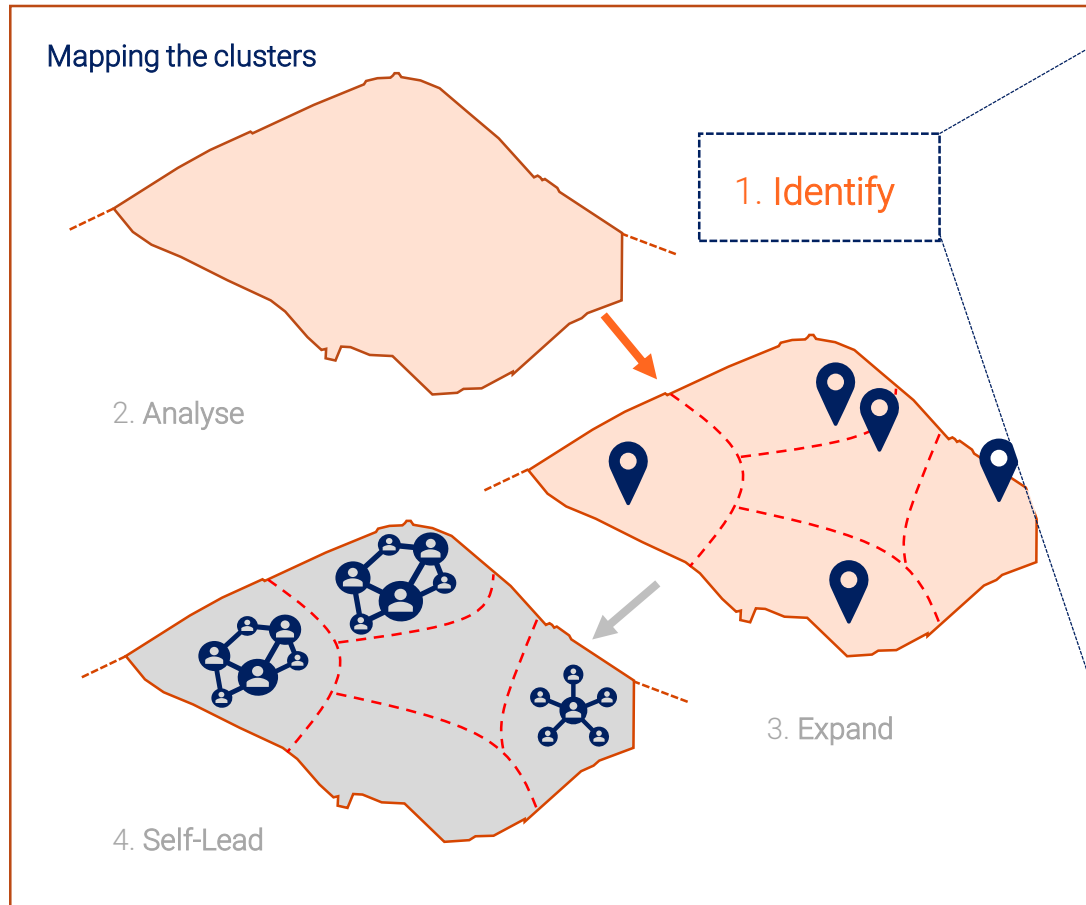 Mapping the clusters
1. Identify
2. Analyse
3. Expand
4. Self-Lead